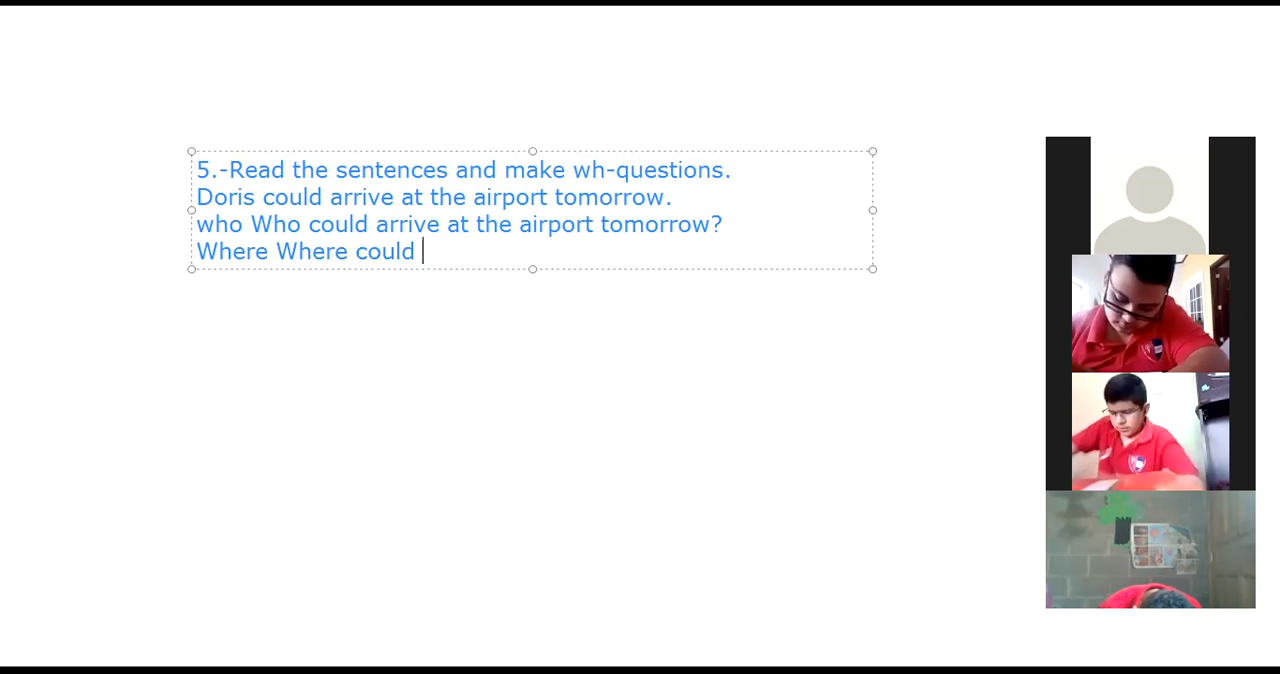 5.-Read the sentences and make wh-questions.
Doris could arrive at the airport tomorrow.
who Who could arrive at the airport tomorrow?
Where Where could